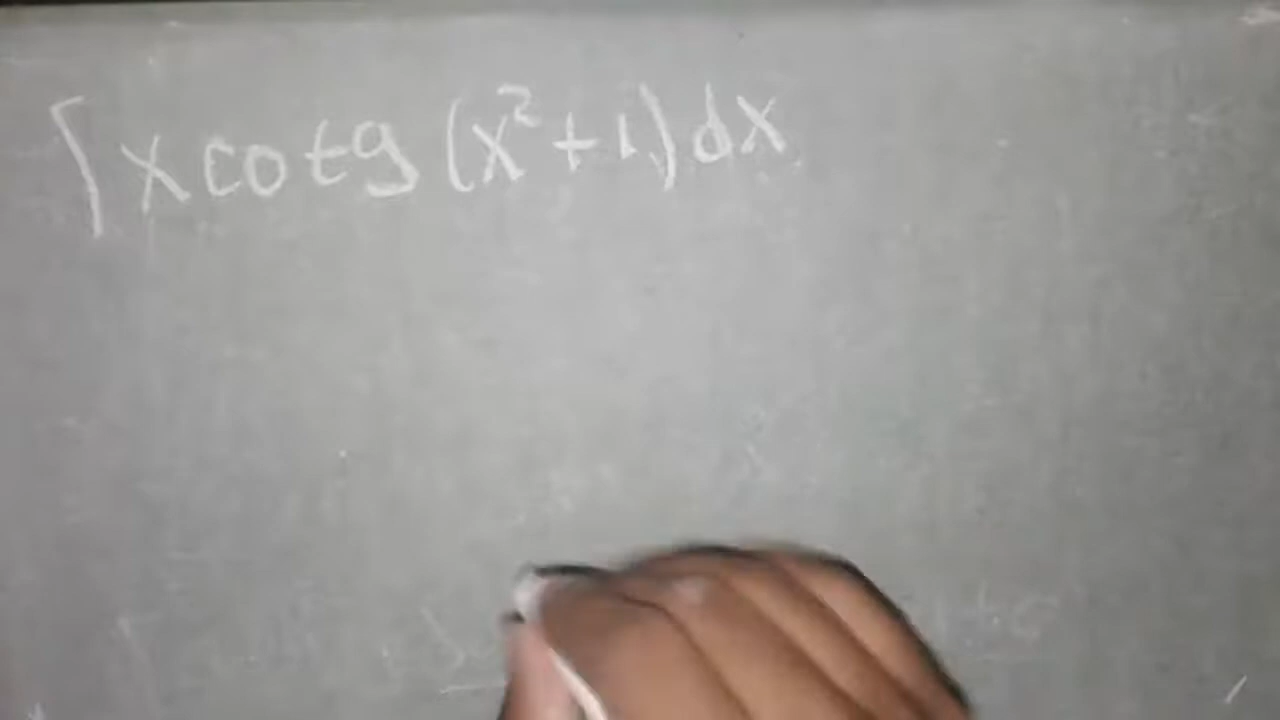 ∫ x cotg (x²+1) dx